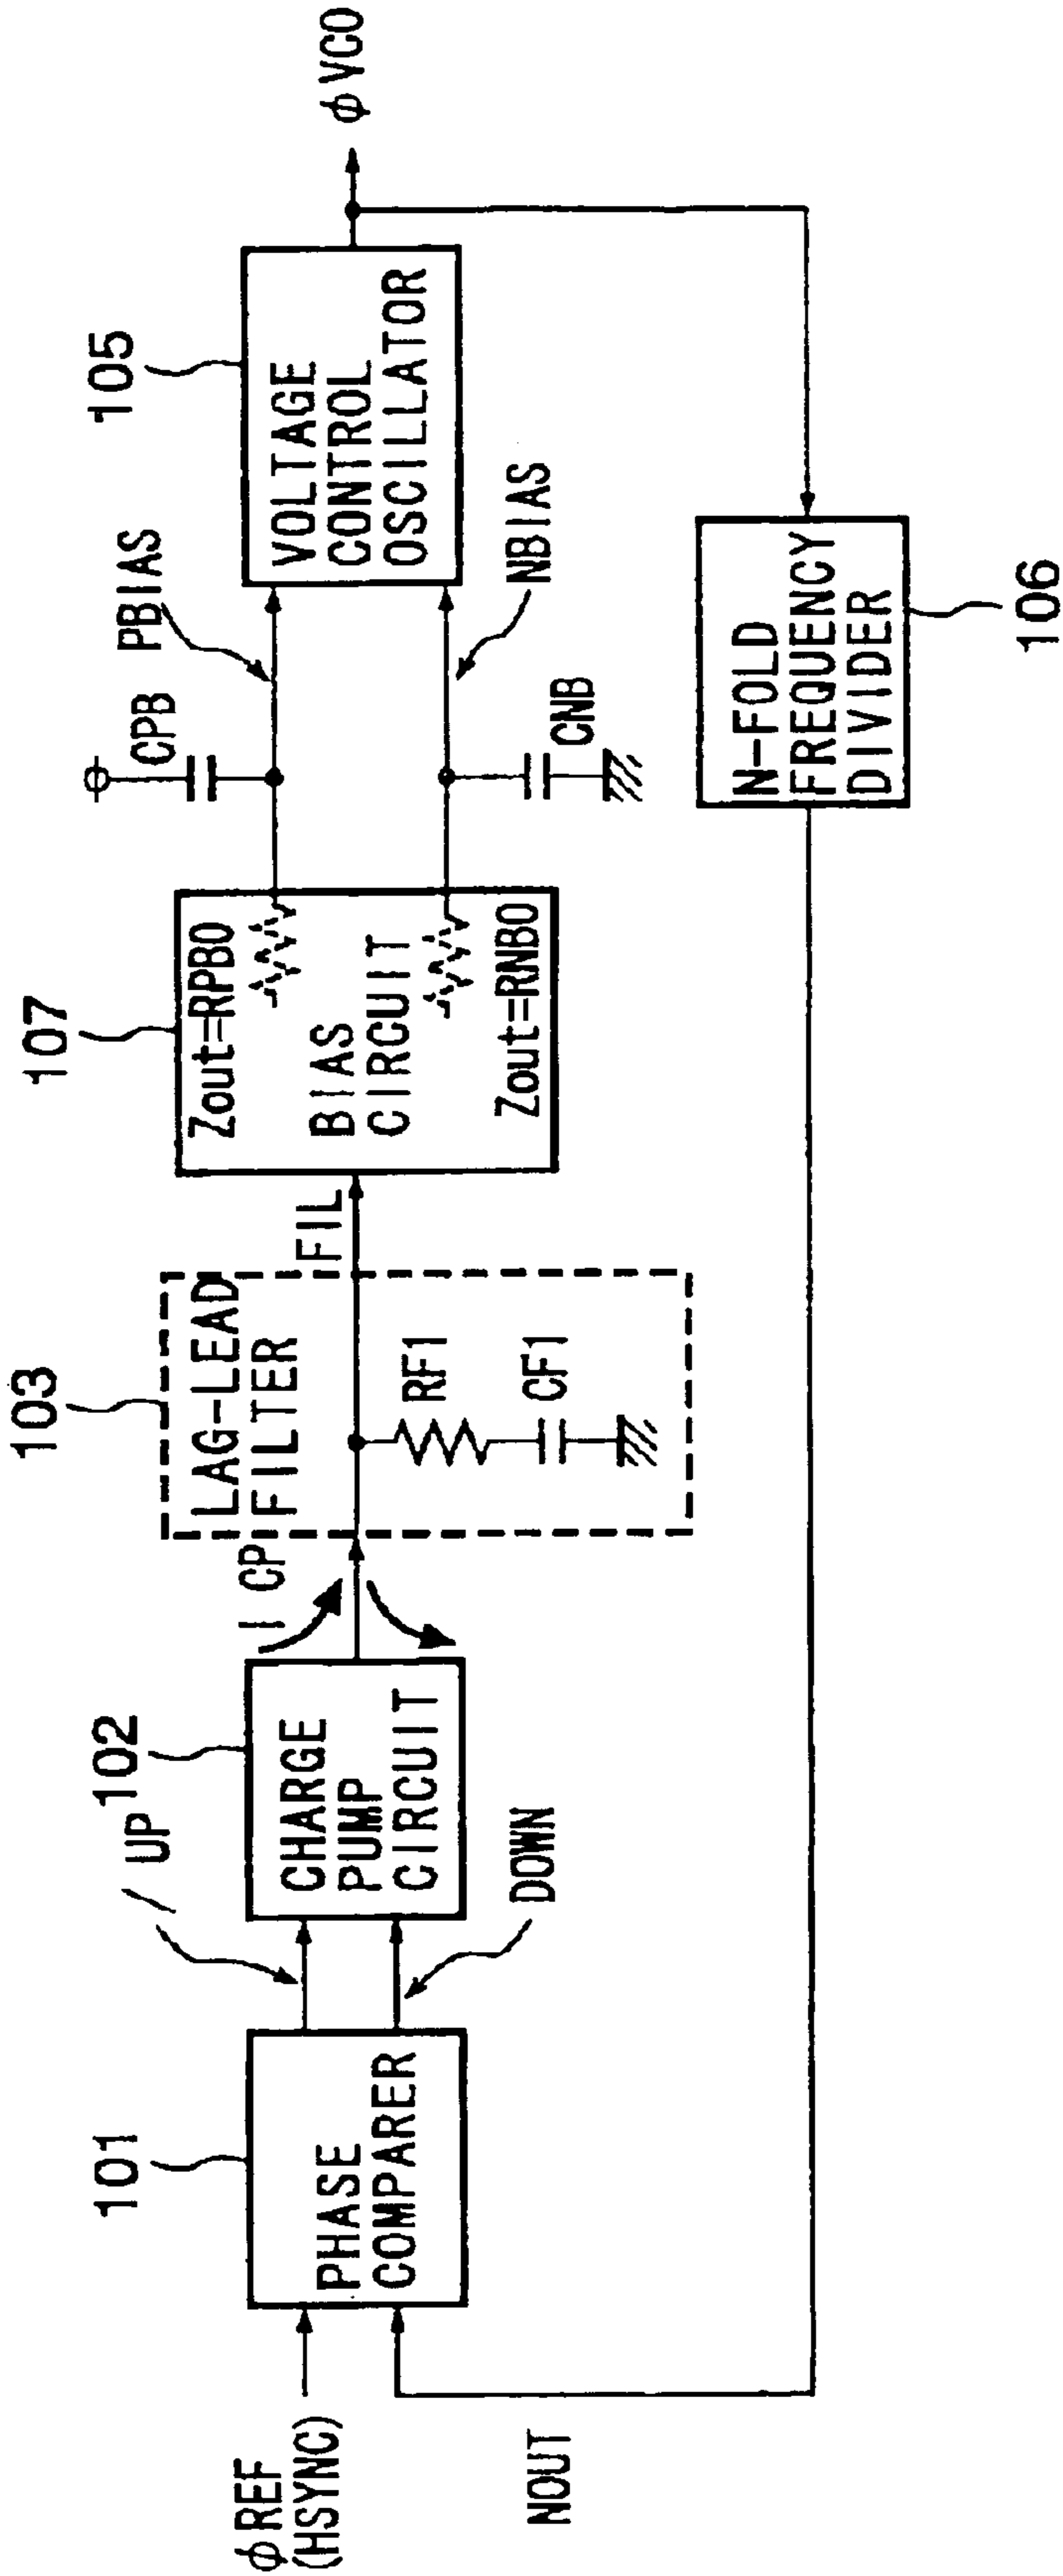 φREF
(HSYNC)
NOUT
101
PHASE
COMPARER
UP
DOWN
102
CHARGE
PUMP
CIRCUIT
I CP
103
LAG-LEAD
FILTER
RF1
CF1
FIL
107
Zout=RPBO
BIAS
CIRCUIT
Zout=RNBO
CPB
PBIAS
CNB
NBIAS
105
VOLTAGE
CONTROL
OSCILLATOR
φVCO
N-FOLD
FREQUENCY
DIVIDER
106